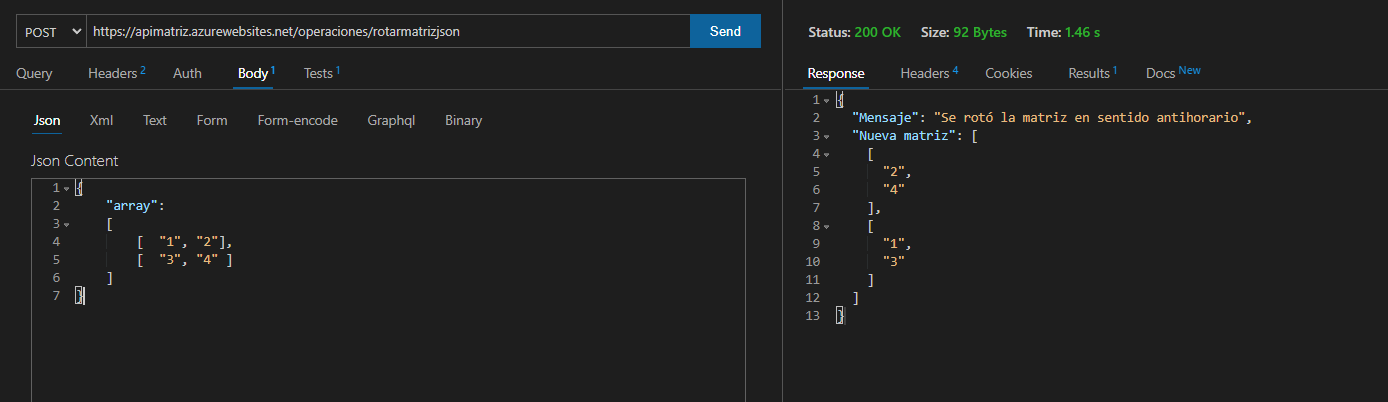 POST https://apimatriz.azurewebsites.net/operaciones/rotarmatrizjson Send
Query Headers 2 Auth Body 1 Tests 1
Json Xml Text Form Form-encode Graphql Binary
Json Content
1 {
2 "array":
3 [
4 [ "1", "2"],
5 [ "3", "4" ]
6 ]
7 }
Status: 200 OK Size: 92 Bytes Time: 1.46 s
Response Headers 4 Cookies Results 1 Docs New
1 {
2 "Mensaje": "Se rotó la matriz en sentido antihorario",
3 "Nueva matriz": [
4 [
5 "2",
6 "4"
7 ],
8 [
9 "1",
10 "3"
11 ]
12 ]
13 }